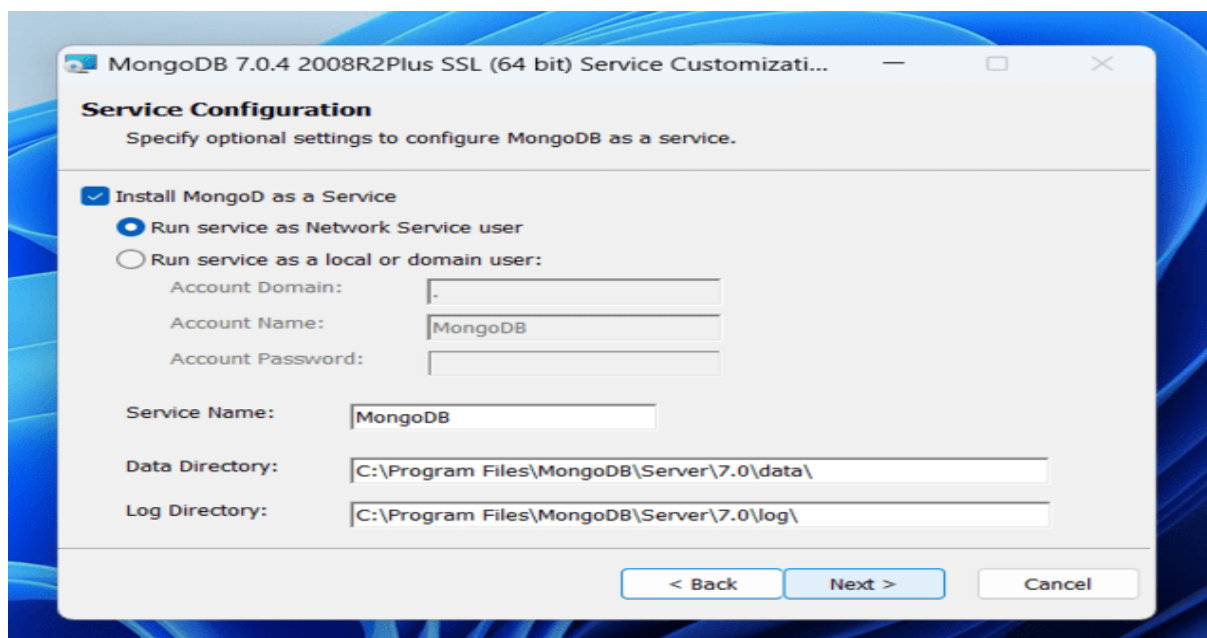 MongoDB 7.0.4 2008R2Plus SSL (64 bit) Service Customizati...
Service Configuration
Specify optional settings to configure MongoDB as a service.
Install MongoD as a Service
Run service as Network Service user
Run service as a local or domain user:
Account Domain: .
Account Name: MongoDB
Account Password:
Service Name: MongoDB
Data Directory: C:\Program Files\MongoDB\Server\7.0\data\
Log Directory: C:\Program Files\MongoDB\Server\7.0\log\
< Back Next > Cancel